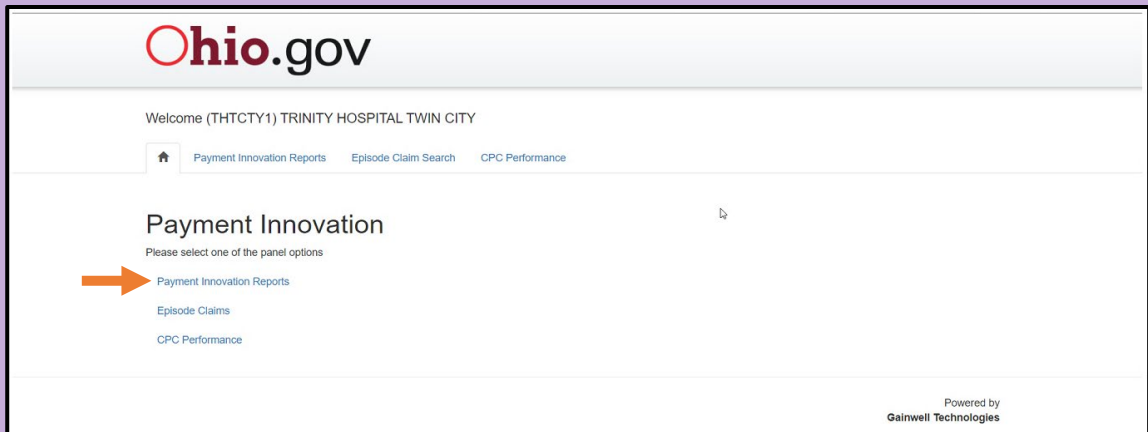 Ohio.gov
Welcome (THTCTY1) TRINITY HOSPITAL TWIN CITY
Payment Innovation Reports Episode Claim Search CPC Performance
Payment Innovation
Please select one of the panel options
Payment Innovation Reports
Episode Claims
CPC Performance
Powered by
Gainwell Technologies